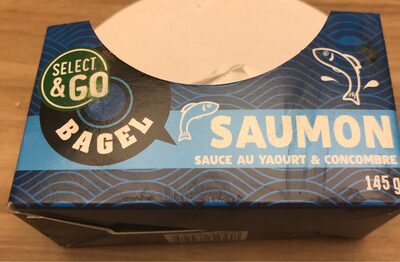 SELECT
&GO
BAGEL
SAUMON
SAUCE AU YAOURT & CONCOMBRE
145g